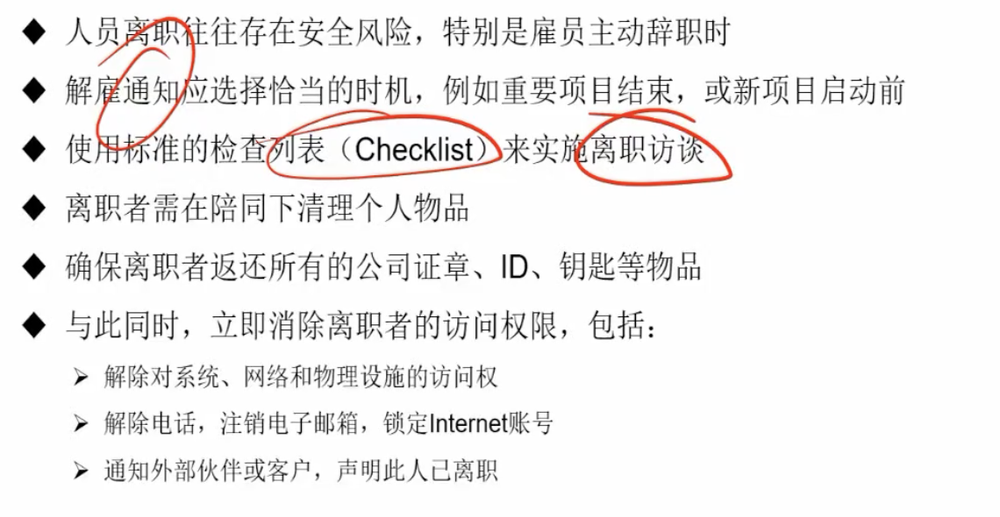 ◆ 人员离职往往存在安全风险，特别是雇员主动辞职时
◆ 解雇通知应选择恰当的时机，例如重要项目结束，或新项目启动前
◆ 使用标准的检查列表（Checklist）来实施离职访谈
◆ 离职者需在陪同下清理个人物品
◆ 确保离职者返还所有的公司证章、ID、钥匙等物品
◆ 与此同时，立即消除离职者的访问权限，包括：
➢ 解除对系统、网络和物理设施的访问权
➢ 解除电话，注销电子邮箱，锁定Internet账号
➢ 通知外部伙伴或客户，声明此人已离职